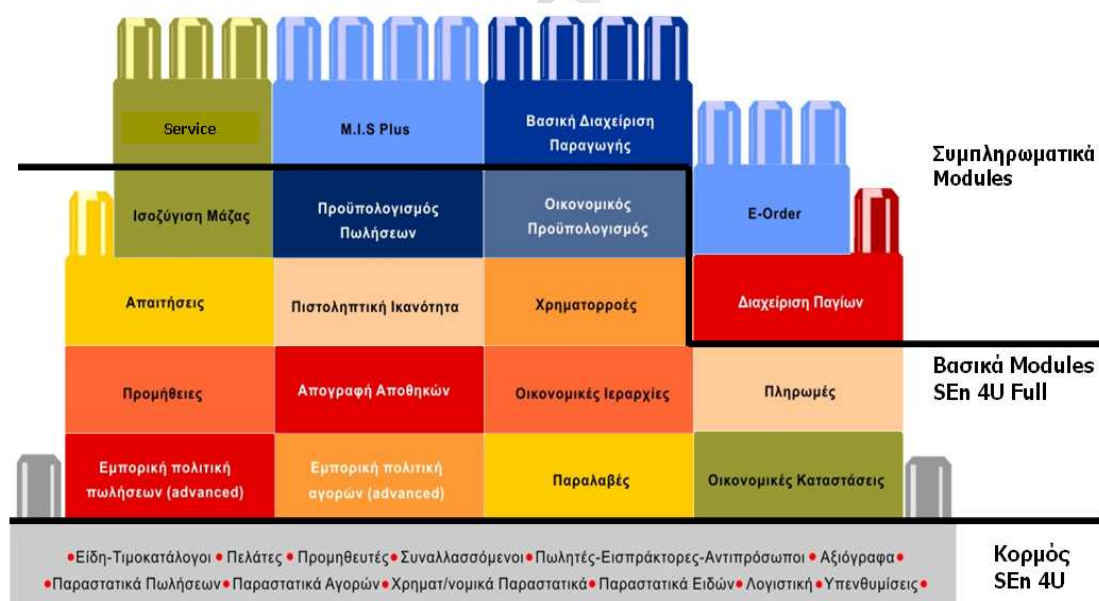 Service
M.I.S Plus
Βασική Διαχείριση
Παραγωγής
Συμπληρωματικά
Modules
Ισοζύγιση Μάζας
Προϋπολογισμός
Πωλήσεων
Οικονομικός
Προϋπολογισμός
E-Order
Απαιτήσεις
Πιστοληπτική Ικανότητα
Χρηματορροές
Διαχείριση Παγίων
Βασικά Modules
SEn 4U Full
Προμήθειες
Απογραφή Αποθηκών
Οικονομικές Ιεραρχίες
Πληρωμές
Εμπορική πολιτική
πωλήσεων (advanced)
Εμπορική πολιτική
αγορών (advanced)
Παραλαβές
Οικονομικές Καταστάσεις
•Είδη-Τιμοκατάλογοι • Πελάτες • Προμηθευτές • Συναλλασσόμενοι • Πωλητές-Εισπράκτορες-Αντιπρόσωποι • Αξιόγραφα•
•Παραστατικά Πωλήσεων • Παραστατικά Αγορών • Χρηματ/νομικά Παραστατικά • Παραστατικά Ειδών • Λογιστική • Υπενθυμίσεις •
Κορμός
SEn 4U